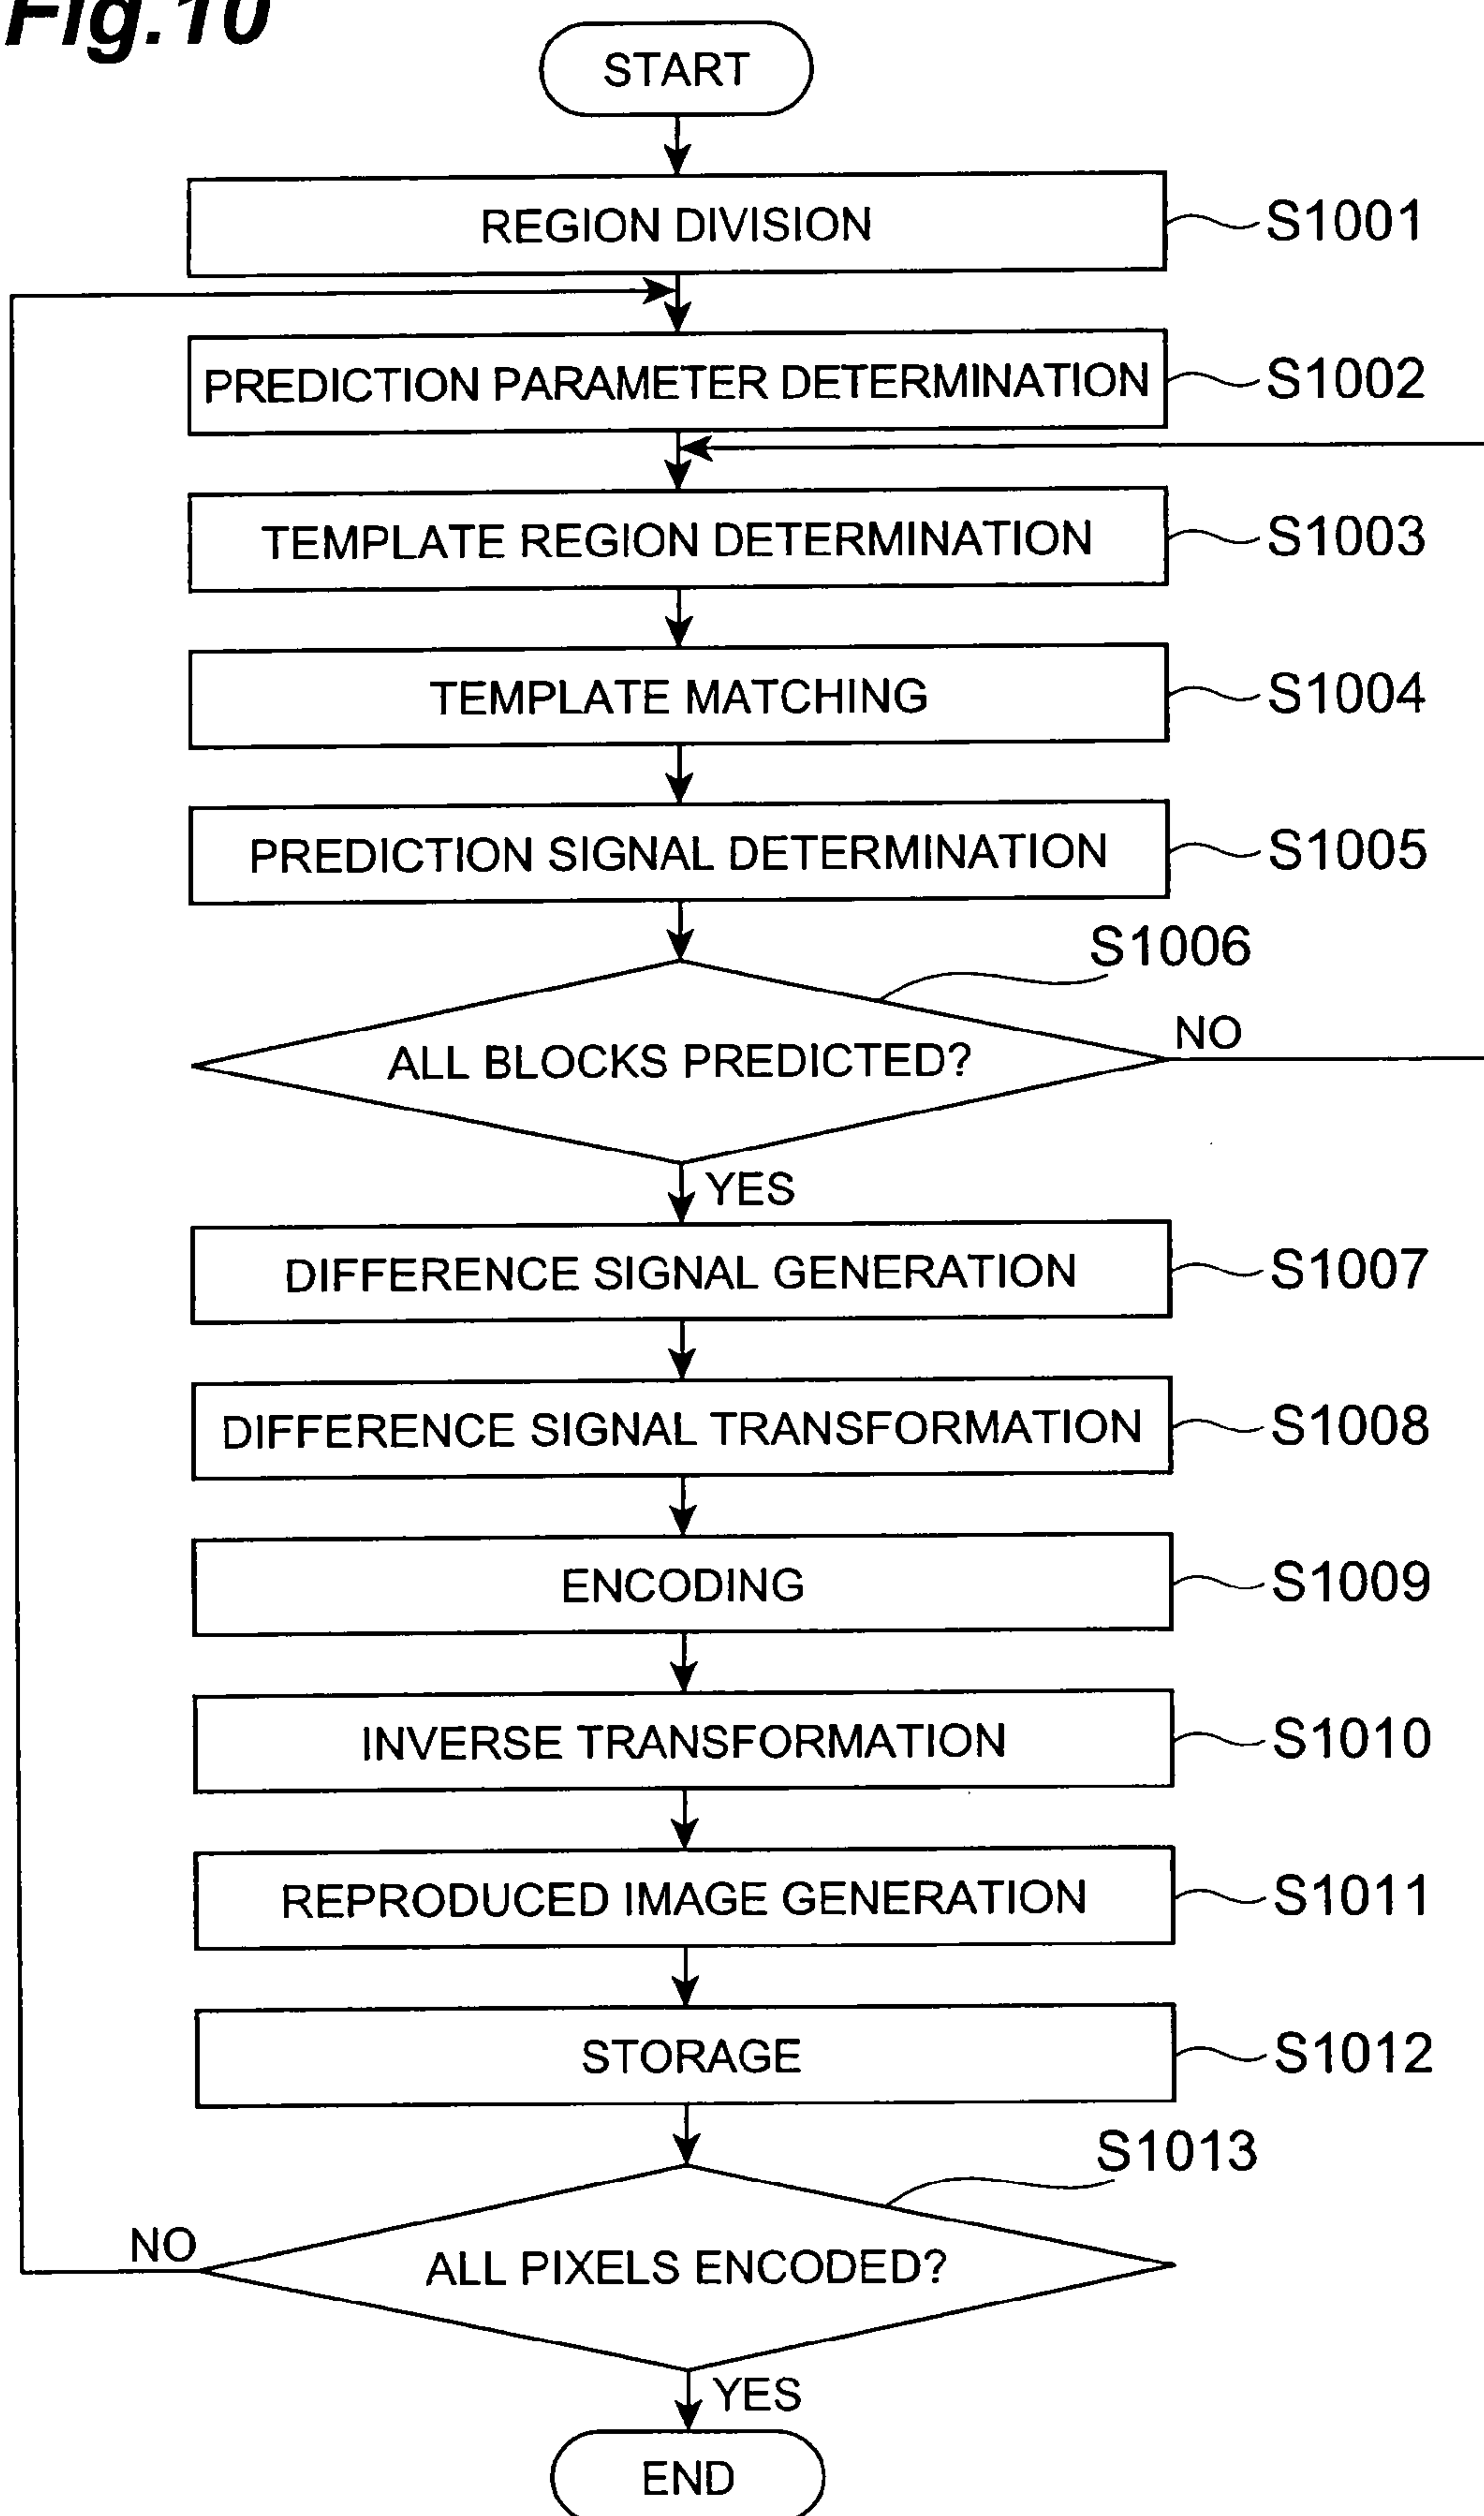 Fig.10
START
REGION DIVISION
S1001
PREDICTION PARAMETER DETERMINATION
S1002
TEMPLATE REGION DETERMINATION
S1003
TEMPLATE MATCHING
S1004
PREDICTION SIGNAL DETERMINATION
S1005
S1006
ALL BLOCKS PREDICTED?
NO
YES
DIFFERENCE SIGNAL GENERATION
S1007
DIFFERENCE SIGNAL TRANSFORMATION
S1008
ENCODING
S1009
INVERSE TRANSFORMATION
S1010
REPRODUCED IMAGE GENERATION
S1011
STORAGE
S1012
S1013
NO
ALL PIXELS ENCODED?
YES
END